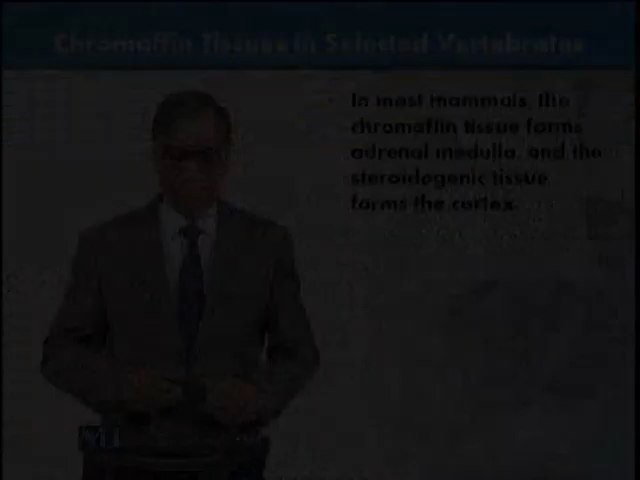 Chromaffin Tissues in Selected Vertebrates
In most mammals, the
chromaffin tissue forms
adrenal medulla, and the
steroidogenic tissue
forms the cortex.